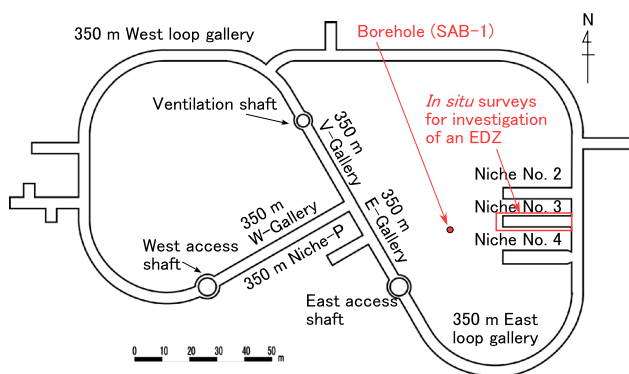 350 m West loop gallery
Borehole (SAB-1)
N
In situ surveys
for investigation
of an EDZ
Ventilation shaft
350 m
V-Gallery
Niche No. 2
Niche No. 3
Niche No. 4
350 m
E-Gallery
350 m
W-Gallery
350 m Niche-P
West access
shaft
East access
shaft
350 m East
loop gallery
0 10 20 30 40 50
m